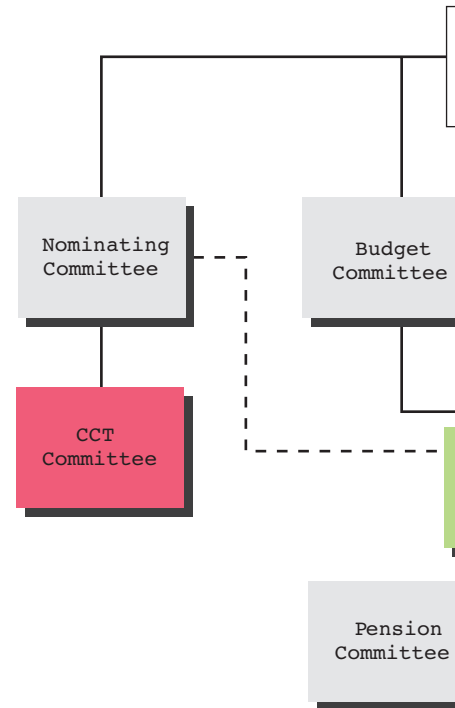 Nominating
Committee
Budget
Committee
CCT
Committee
Pension
Committee